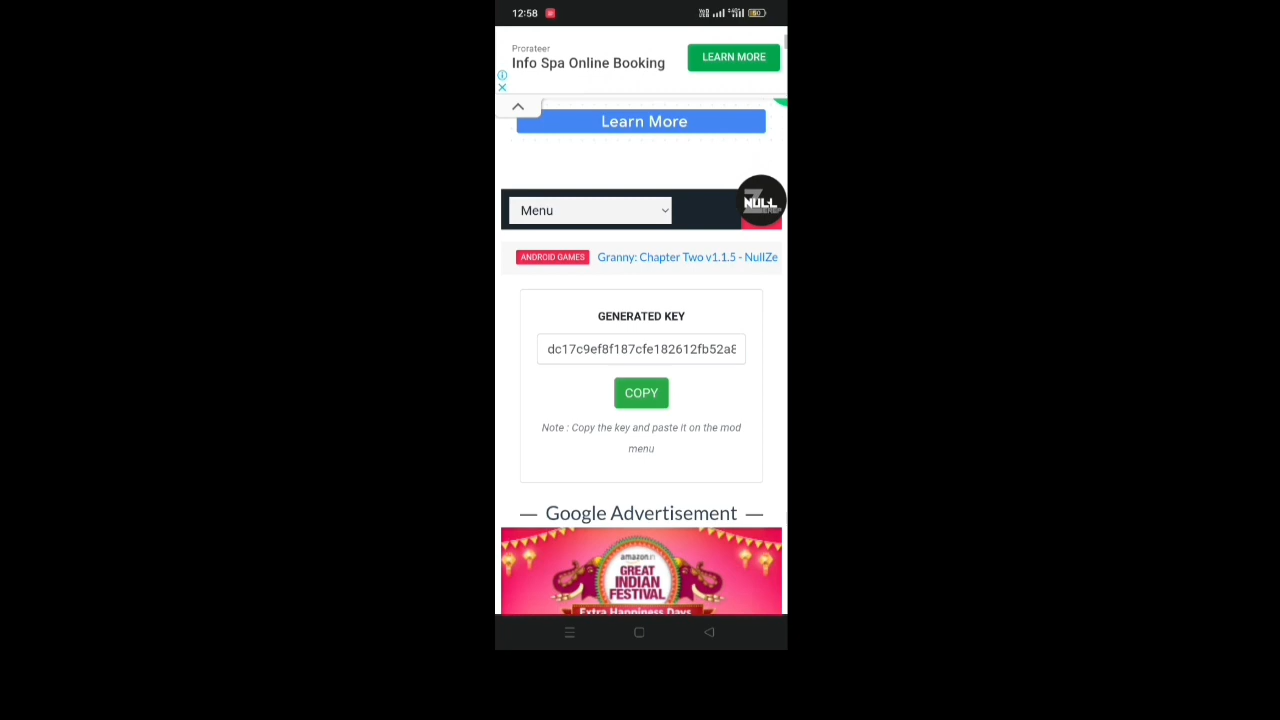 12:58
Prorateer
Info Spa Online Booking
LEARN MORE
Learn More
Menu
NULL
ANDROID GAMES
Granny: Chapter Two v1.1.5 - NullZe
GENERATED KEY
dc17c9ef8f187cfe182612fb52a8
COPY
Note : Copy the key and paste it on the mod
menu
— Google Advertisement —
amazon.in
GREAT
INDIAN
FESTIVAL
Extra Happiness Days